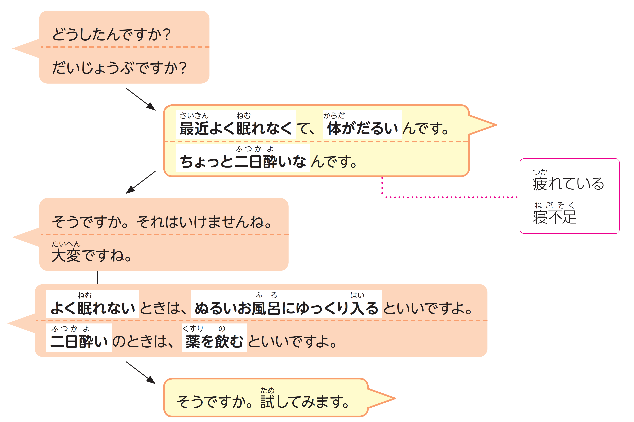 どうしたんですか？
だいじょうぶですか？
最近よく眠れなくて、体がだるいんです。
ちょっと二日酔いなんです。
疲れている
寝不足
そうですか。それはいけませんね。
大変ですね。
よく眠れないときは、ぬるいお風呂にゆっくり入るといいですよ。
二日酔いのときは、薬を飲むといいですよ。
そうですか。試してみます。